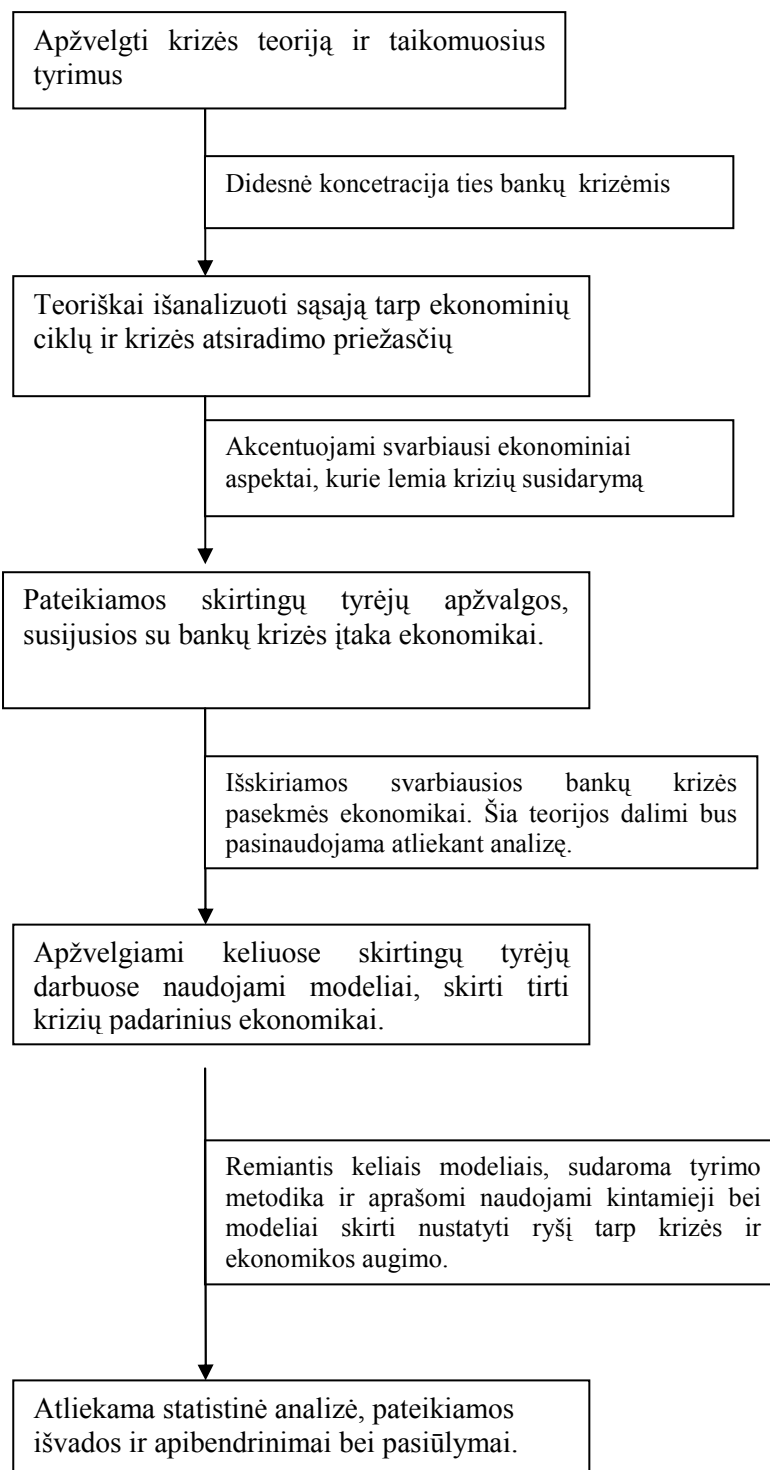 Apžvelgti krizės teoriją ir taikomuosius
tyrimus
Didesnė koncetracija ties bankų krizėmis
Teoriškai išanalizuoti sąsają tarp ekonominių
ciklų ir krizės atsiradimo priežasčių
Akcentuojami svarbiausi ekonominiai
aspektai, kurie lemia krizių susidarymą
Pateikiamos skirtingų tyrėjų apžvalgos,
susijusios su bankų krizės įtaka ekonomikai.
Išskiriamos svarbiausios bankų krizės
pasekmės ekonomikai. Šia teorijos dalimi bus
pasinaudojama atliekant analizę.
Apžvelgiami keliuose skirtingų tyrėjų
darbuose naudojami modeliai, skirti tirti
krizių padarinius ekonomikai.
Remiantis keliais modeliais, sudaroma tyrimo
metodika ir aprašomi naudojami kintamieji bei
modeliai skirti nustatyti ryšį tarp krizės ir
ekonomikos augimo.
Atliekama statistinė analizė, pateikiamos
išvados ir apibendrinimai bei pasiūlymai.